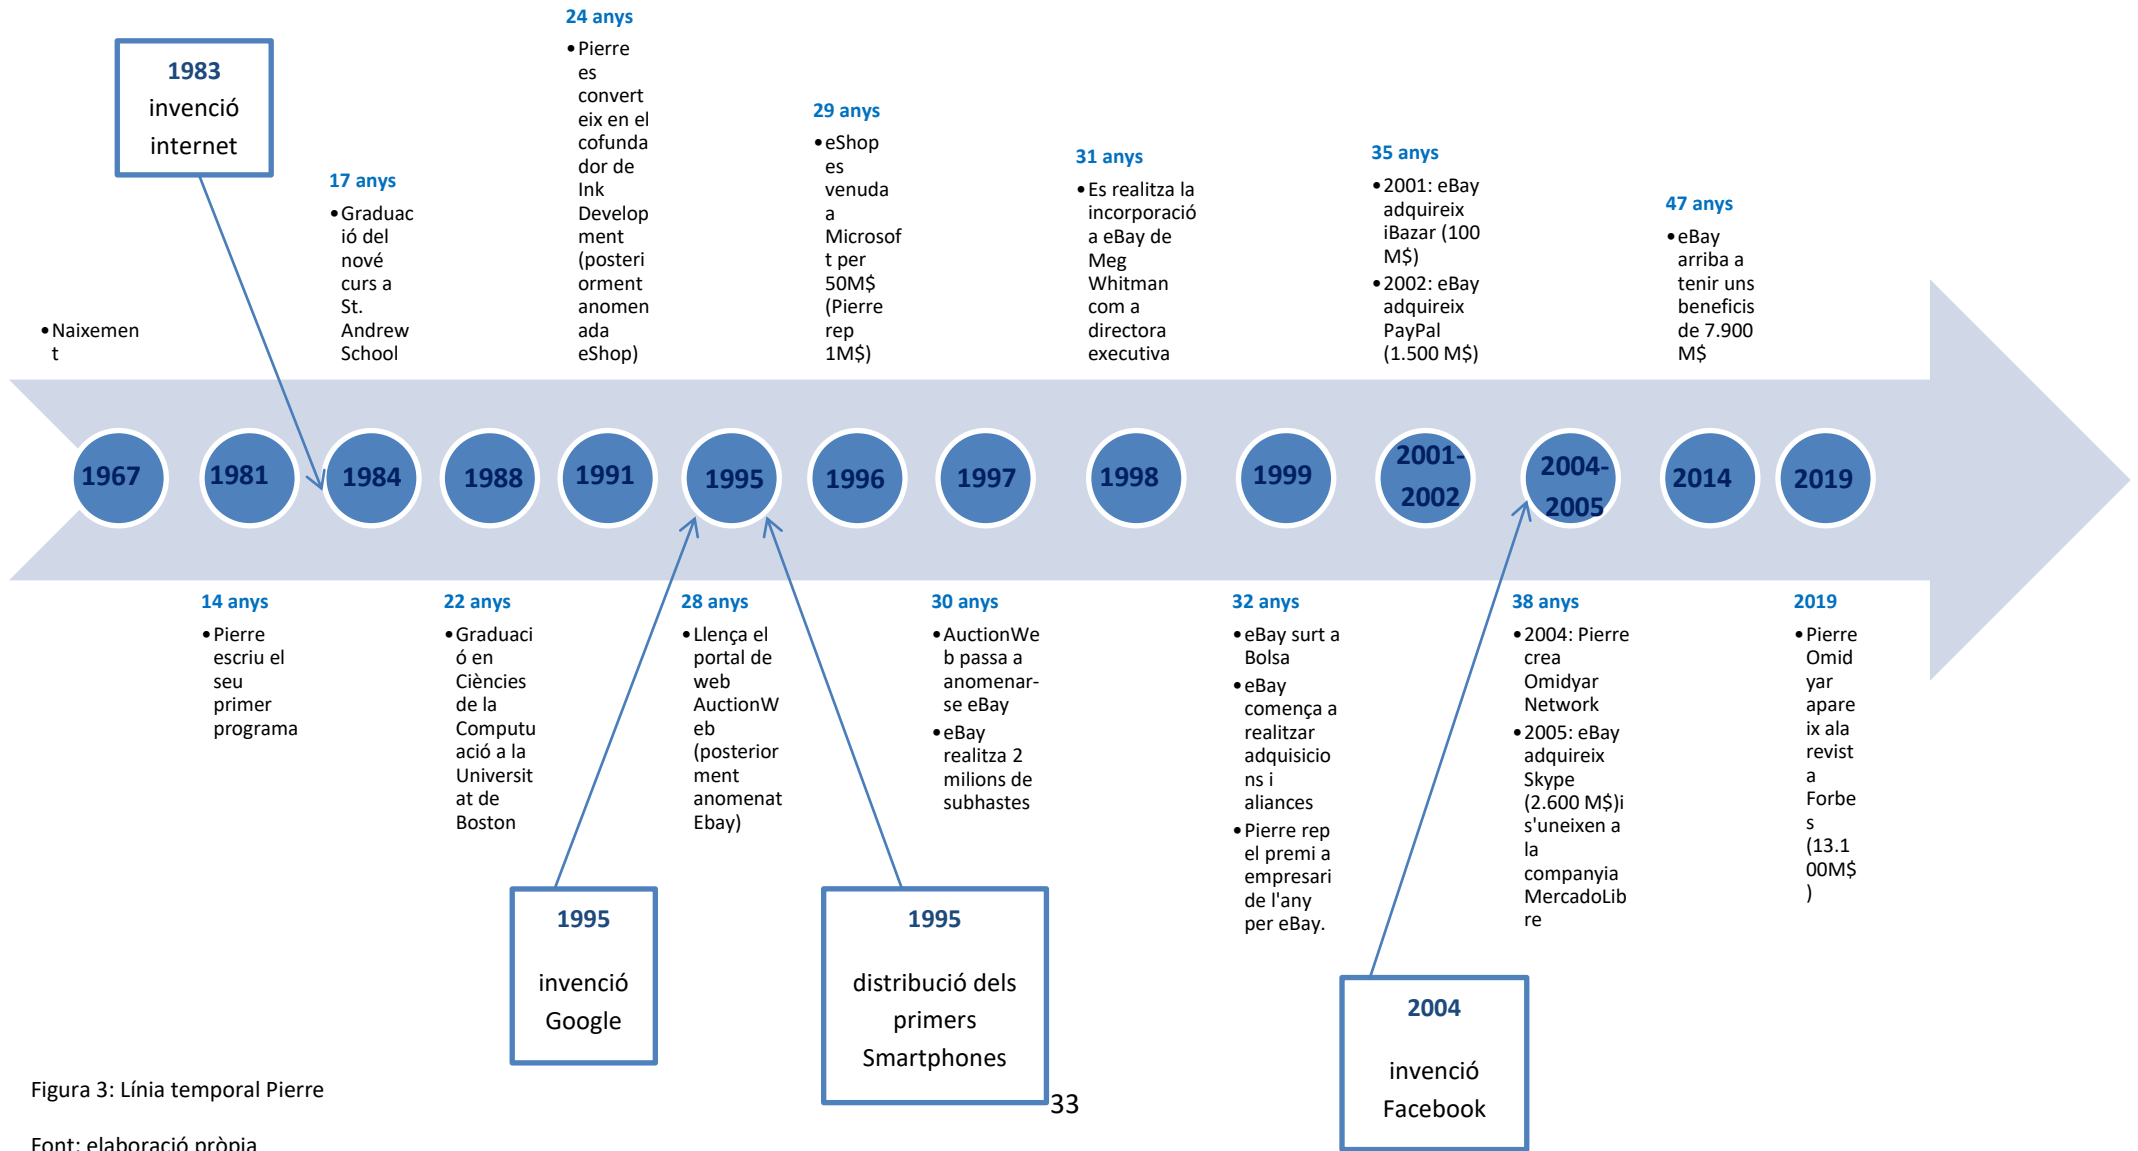 1983
invenció
internet
•Naixemen
t
17 anys
•Graduac
ió del
nové
curs a
St.
Andrew
School
24 anys
•Pierre
es
convert
eix en el
cofunda
dor de
Ink
Develop
ment
(posteri
orment
anomen
ada
eShop)
29 anys
•eShop
es
venuda
a
Microsof
t per
50M$
(Pierre
rep
1M$)
31 anys
•Es realitza la
incorporació
a eBay de
Meg
Whitman
com a
directora
executiva
35 anys
•2001: eBay
adquireix
iBazar (100
M$)
•2002: eBay
adquireix
PayPal
(1.500 M$)
47 anys
•eBay
arriba a
tenir uns
beneficis
de 7.900
M$
1967
1981
1984
1988
1991
1995
1996
1997
1998
1999
2001-
2002
2004-
2005
2014
2019
14 anys
•Pierre
escriu el
seu
primer
programa
22 anys
•Graduaci
ó en
Ciències
de la
Computu
ació a la
Universit
at de
Boston
28 anys
•Llença el
portal de
web
AuctionW
eb
(posterior
ment
anomenat
Ebay)
30 anys
•AuctionWe
b passa a
anomenar-
se eBay
•eBay
realitza 2
milions de
subhastes
32 anys
•eBay surt a
Bolsa
•eBay
comença a
realitzar
adquisicio
ns i
aliances
•Pierre rep
el premi a
empresari
de l'any
per eBay.
38 anys
•2004: Pierre
crea
Omidyar
Network
•2005: eBay
adquireix
Skype
(2.600 M$)i
s'uneixen a
la
companyia
MercadoLib
re
2019
•Pierre
Omid
yar
apare
ix ala
revist
a
Forbe
s
(13.1
00M$
)
1995
invenció
Google
1995
distribució dels
primers
Smartphones
2004
invenció
Facebook
Figura 3: Línia temporal Pierre
33
Font: elaboració pròpia